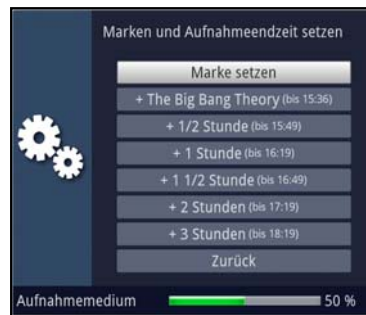 Marken und Aufnahmeendzeit setzen
Marke setzen
+ The Big Bang Theory (bis 15:36)
+ 1/2 Stunde (bis 15:49)
+ 1 Stunde (bis 16:19)
+ 1 1/2 Stunde (bis 16:49)
+ 2 Stunden (bis 17:19)
+ 3 Stunden (bis 18:19)
Zurück
Aufnahmemedium 50 %